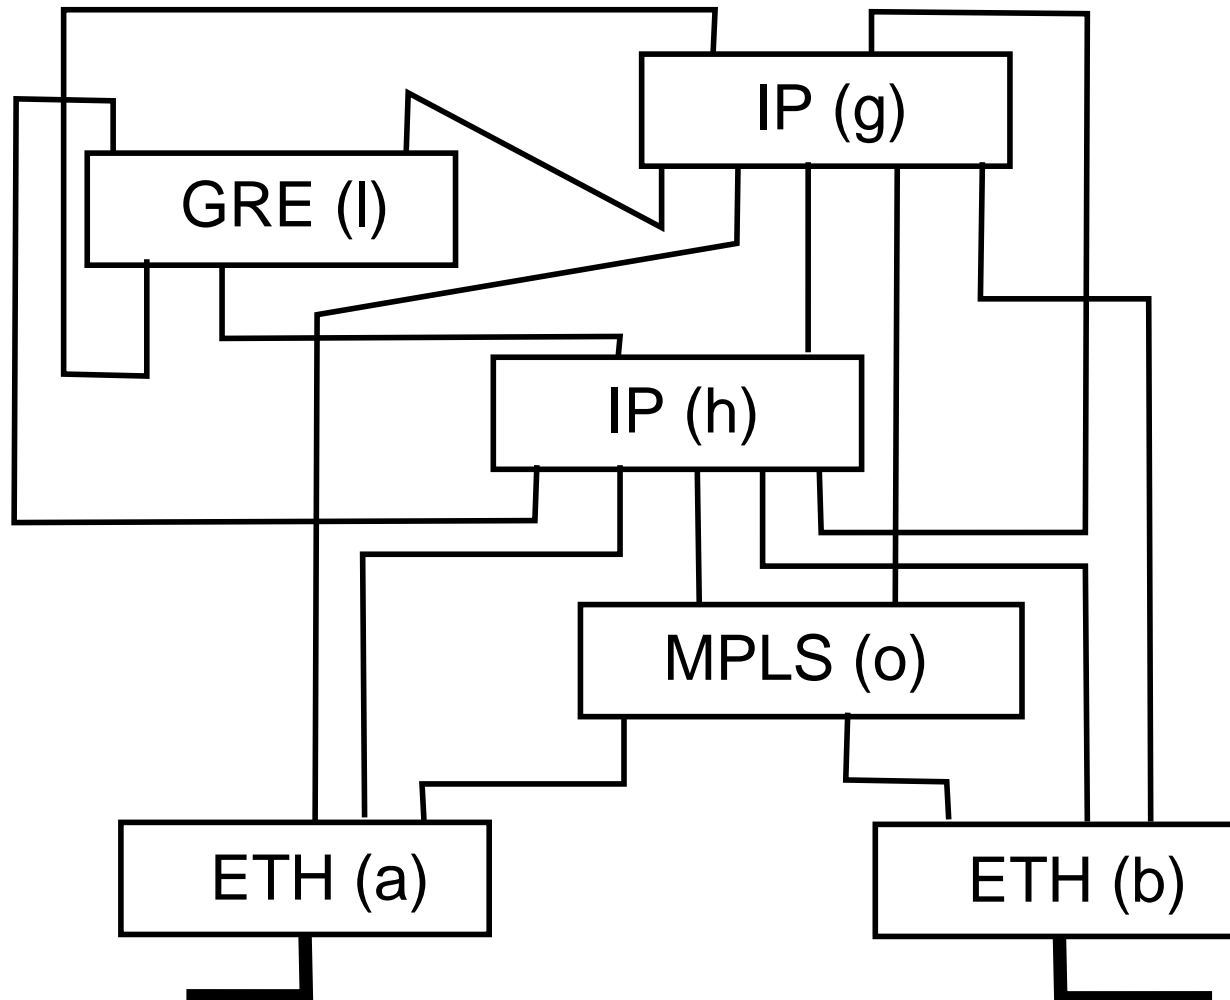 IP (g)
GRE (l)
IP (h)
MPLS (o)
ETH (a)
ETH (b)